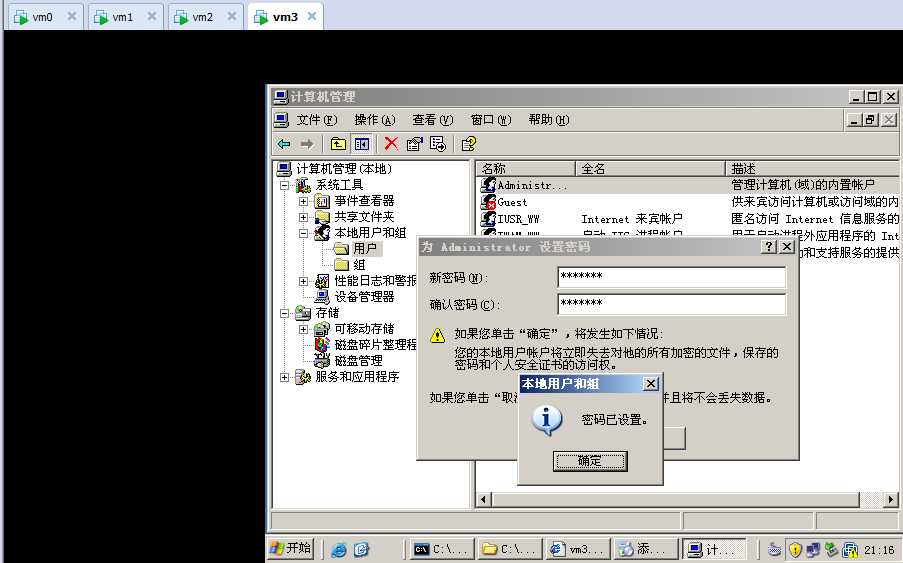 vm0 vm1 vm2 vm3
计算机管理
文件(F) 操作(A) 查看(V) 窗口(W) 帮助(H)
计算机管理(本地)
系统工具
事件查看器
共享文件夹
本地用户和组
用户
组
性能日志和警报
设备管理器
存储
可移动存储
磁盘碎片整理程
磁盘管理
服务和应用程序
名称 全名 描述
Administr... 管理计算机(域)的内置帐户
Guest 供来宾访问计算机或访问域的内
IUSR_WW Internet 来宾帐户 匿名访问 Internet 信息服务的
用于启动进程外应用程序的 Int
和支持服务的提供
为 Administrator 设置密码
新密码(N): *******
确认密码(C): *******
如果您单击“确定”，将发生如下情况:
您的本地用户帐户将立即失去对他的所有加密的文件，保存的
密码和个人安全证书的访问权。
如果您单击“取 并且将不会丢失数据。
本地用户和组
密码已设置。
确定
开始 C:\... C:\... vm3... 添... 计... 21:16